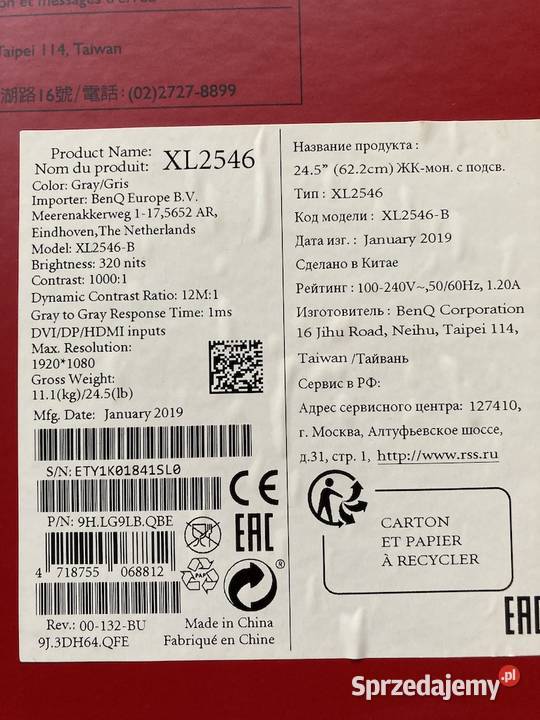 on et messages d'erreur
Taipei 114, Taiwan
湖路16號/電話:(02)2727-8899
Product Name:
Nom du produit: XL2546
Color: Gray/Gris
Importer: BenQ Europe B.V.
Meerenakkerweg 1-17,5652 AR,
Eindhoven,The Netherlands
Model: XL2546-B
Brightness: 320 nits
Contrast: 1000:1
Dynamic Contrast Ratio: 12M:1
Gray to Gray Response Time: 1ms
DVI/DP/HDMI inputs
Max. Resolution:
1920*1080
Gross Weight:
11.1(kg)/24.5(lb)
Mfg. Date: January 2019
S/N: ETY1K01841SL0
P/N: 9H.LG9LB.QBE
4 718755 068812
Rev.: 00-132-BU
9J.3DH64.QFE
CE
EAC
PAP
®
Made in China
Fabriqué en Chine
Название продукта :
24.5” (62.2cm) ЖК-мон. с подсв.
Тип : XL2546
Код модели : XL2546-B
Дата изг. : January 2019
Сделано в Китае
Рейтинг : 100-240V~,50/60Hz, 1.20A
Изготовитель : BenQ Corporation
16 Jihu Road, Neihu, Taipei 114,
Taiwan /Тайвань
Сервис в РФ:
Адрес сервисного центра: 127410,
г. Москва, Алтуфьевское шоссе,
д.31, стр. 1, http://www.rss.ru
CARTON
ET PAPIER
À RECYCLER
EAC
Sprzedajemy.pl